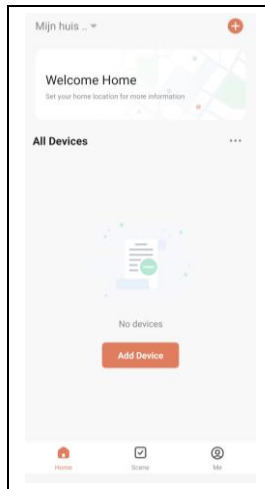 Mijn huis ..
Welcome Home
Set your home location for more information
All Devices
No devices
Add Device
Home
Scene
Me